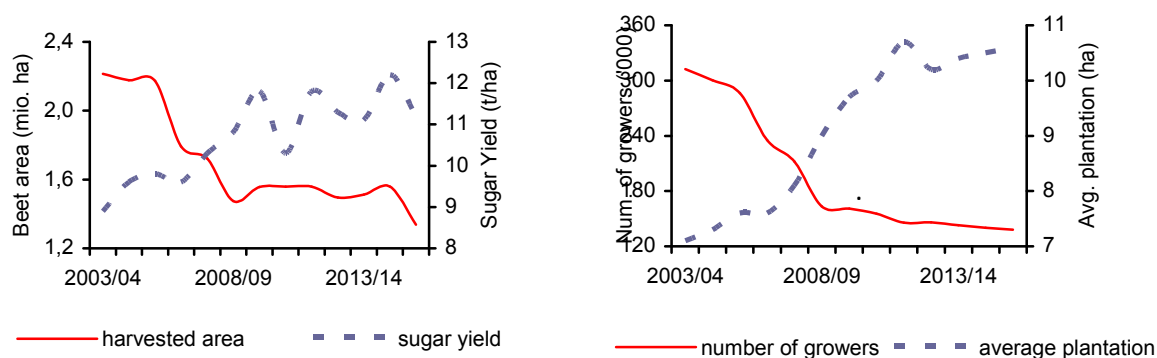 Beet area (mio. ha)
2,4
2,0
1,6
1,2
13
12
11
10
9
8
Sugar Yield (t/ha)
2003/04 2008/09 2013/14
harvested area sugar yield
Num. of growers (000)
360
300
240
180
120
11
10
9
8
7
Avg. plantation (ha)
2003/04 2008/09 2013/14
number of growers average plantation